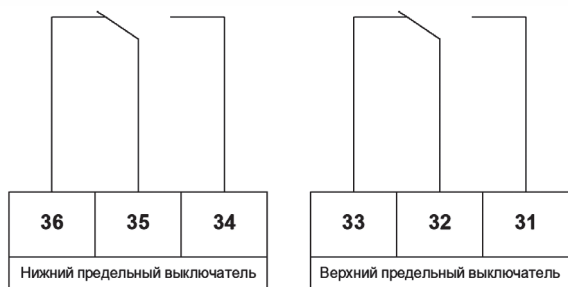 36 35 34
Нижний предельный выключатель
33 32 31
Верхний предельный выключатель